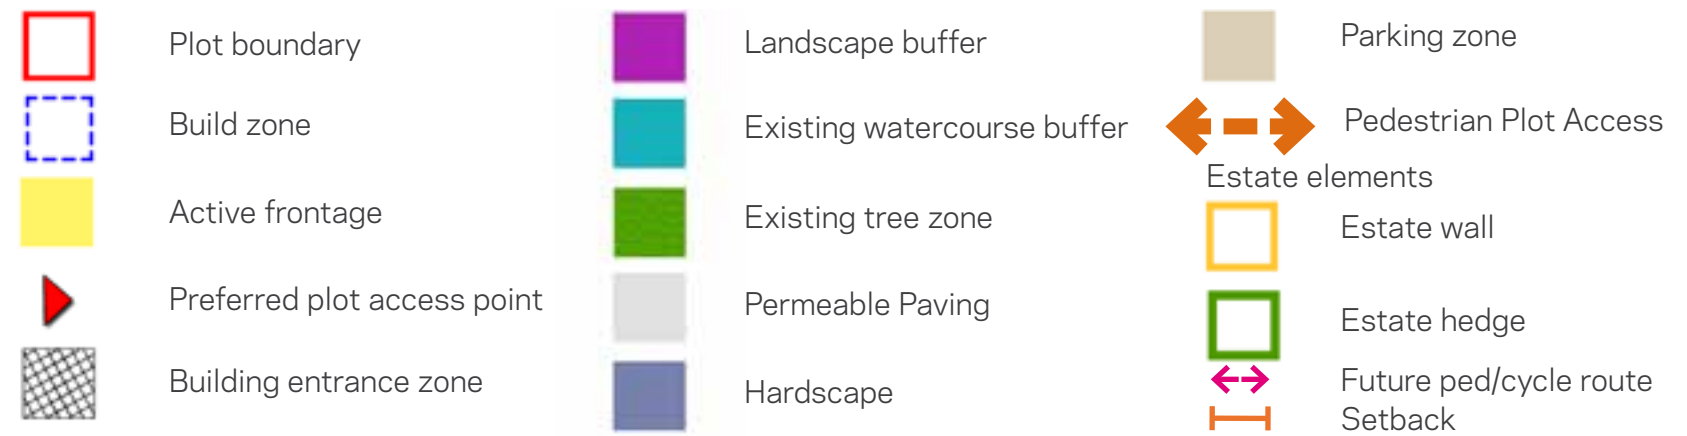 Plot boundary
Build zone
Active frontage
Preferred plot access point
Building entrance zone
Landscape buffer
Existing watercourse buffer
Existing tree zone
Permeable Paving
Hardscape
Parking zone
Pedestrian Plot Access
Estate elements
Estate wall
Estate hedge
Future ped/cycle route
Setback